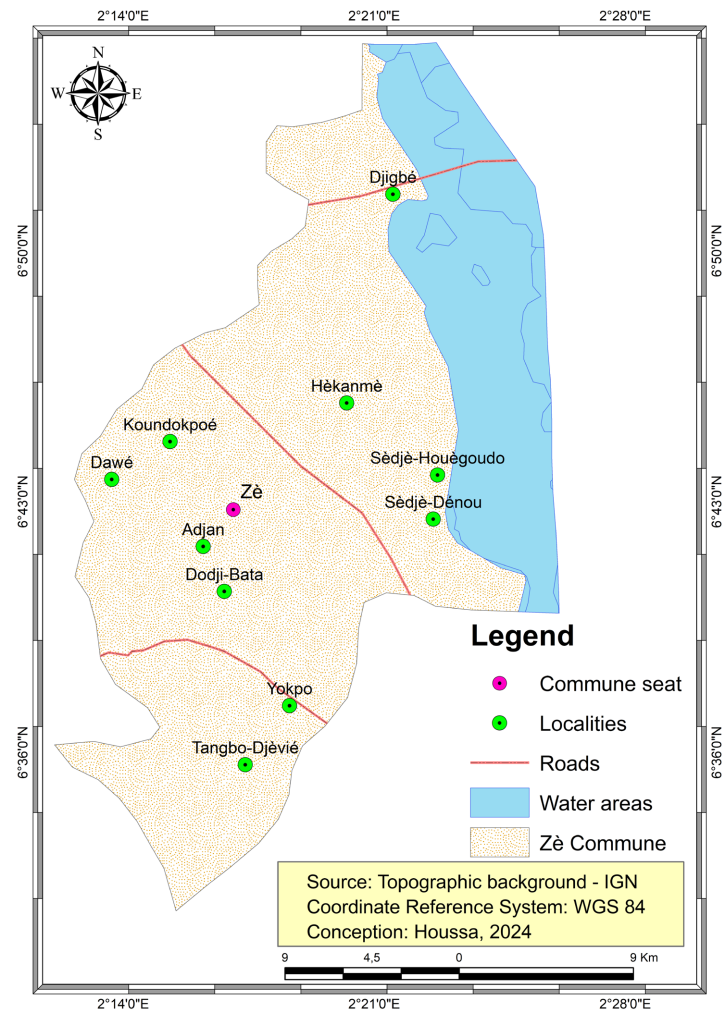 2°14'0"E 2°21'0"E 2°28'0"E
N
W E
S
Djigbé
6°50'0"N 6°50'0"N
Hèkanmè
Koundokpoé
Dawé
Sèdjè-Houègoudo
Zè
6°43'0"N 6°43'0"N
Sèdjè-Dénou
Adjan
Dodji-Bata
Legend
Yokpo
Commune seat
Localities
Tangbo-Djèvié
6°36'0"N 6°36'0"N
Roads
Water areas
Zè Commune
Source: Topographic background - IGN
Coordinate Reference System: WGS 84
Conception: Houssa, 2024
9 4,5 0 9 Km
2°14'0"E 2°21'0"E 2°28'0"E